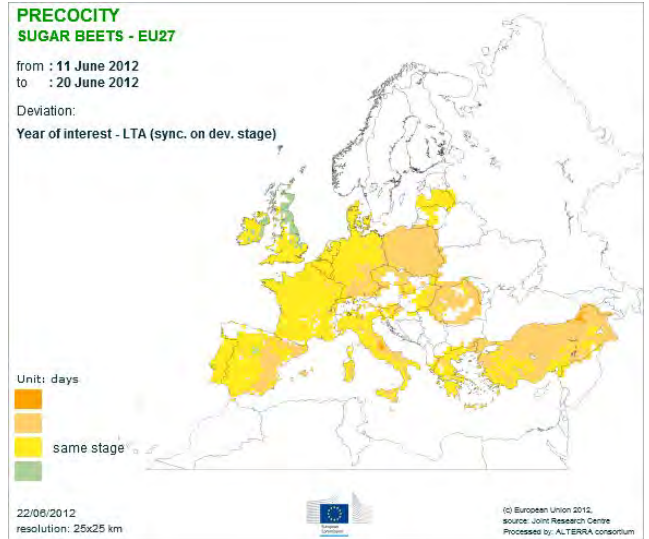 PRECOCITY
SUGAR BEETS - EU27
from : 11 June 2012
to : 20 June 2012
Deviation:
Year of interest - LTA (sync. on dev. stage)
Unit: days
same stage
22/06/2012
resolution: 25x25 km
European
Commission
(c) European Union 2012,
source: Joint Research Centre
Processed by: ALTERRA consortium